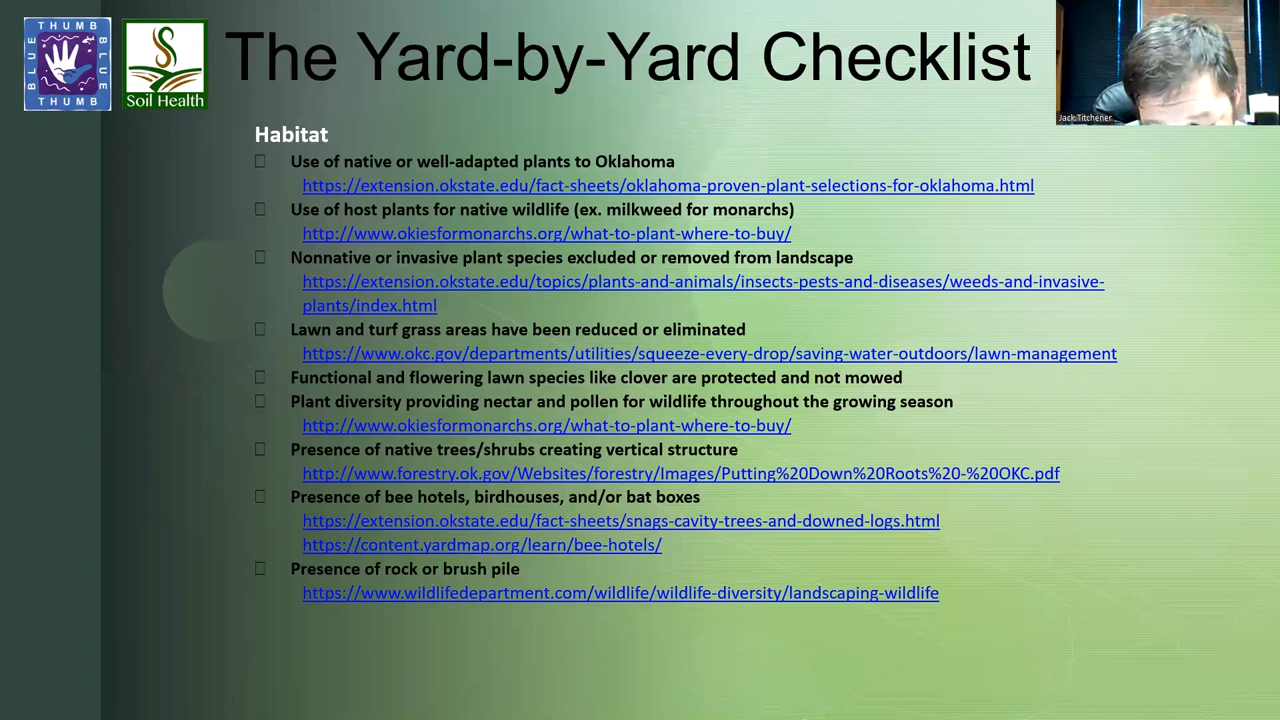 THUMB
BLUE
BLUE
THUMB
Soil Health
The Yard-by-Yard Checklist
Jack Titchener
Habitat
Use of native or well-adapted plants to Oklahoma
https://extension.okstate.edu/fact-sheets/oklahoma-proven-plant-selections-for-oklahoma.html
Use of host plants for native wildlife (ex. milkweed for monarchs)
http://www.okiesformonarchs.org/what-to-plant-where-to-buy/
Nonnative or invasive plant species excluded or removed from landscape
https://extension.okstate.edu/topics/plants-and-animals/insects-pests-and-diseases/weeds-and-invasive-
plants/index.html
Lawn and turf grass areas have been reduced or eliminated
https://www.okc.gov/departments/utilities/squeeze-every-drop/saving-water-outdoors/lawn-management
Functional and flowering lawn species like clover are protected and not mowed
Plant diversity providing nectar and pollen for wildlife throughout the growing season
http://www.okiesformonarchs.org/what-to-plant-where-to-buy/
Presence of native trees/shrubs creating vertical structure
http://www.forestry.ok.gov/Websites/forestry/Images/Putting%20Down%20Roots%20-%20OKC.pdf
Presence of bee hotels, birdhouses, and/or bat boxes
https://extension.okstate.edu/fact-sheets/snags-cavity-trees-and-downed-logs.html
https://content.yardmap.org/learn/bee-hotels/
Presence of rock or brush pile
https://www.wildlifedepartment.com/wildlife/wildlife-diversity/landscaping-wildlife